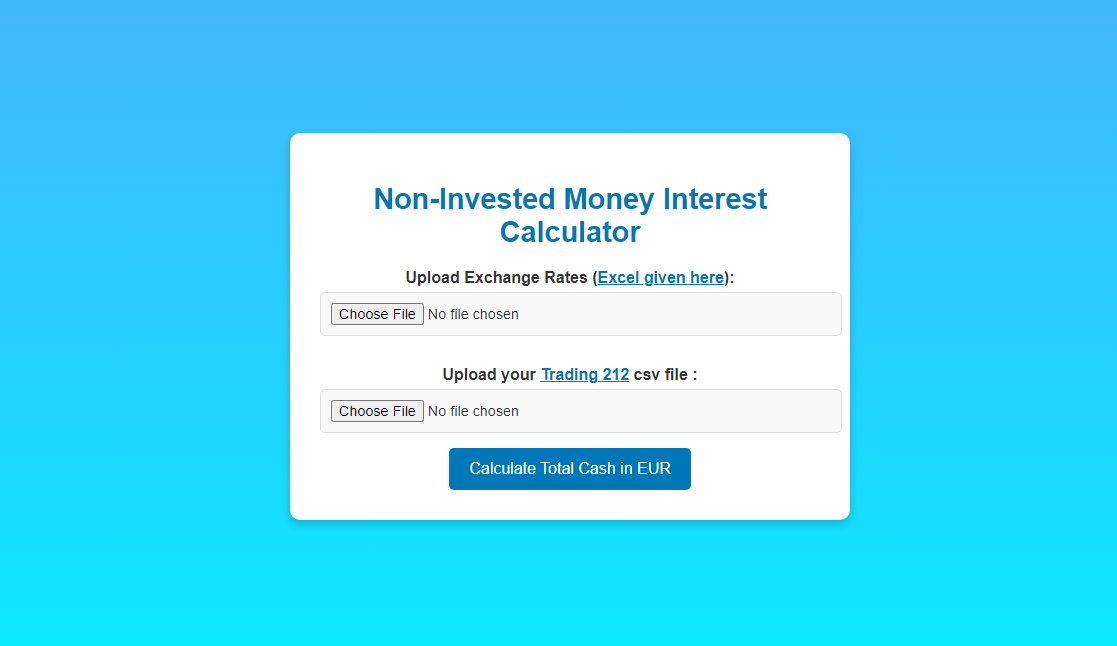 Non-Invested Money Interest
Calculator
Upload Exchange Rates (Excel given here):
Choose File No file chosen
Upload your Trading 212 csv file :
Choose File No file chosen
Calculate Total Cash in EUR